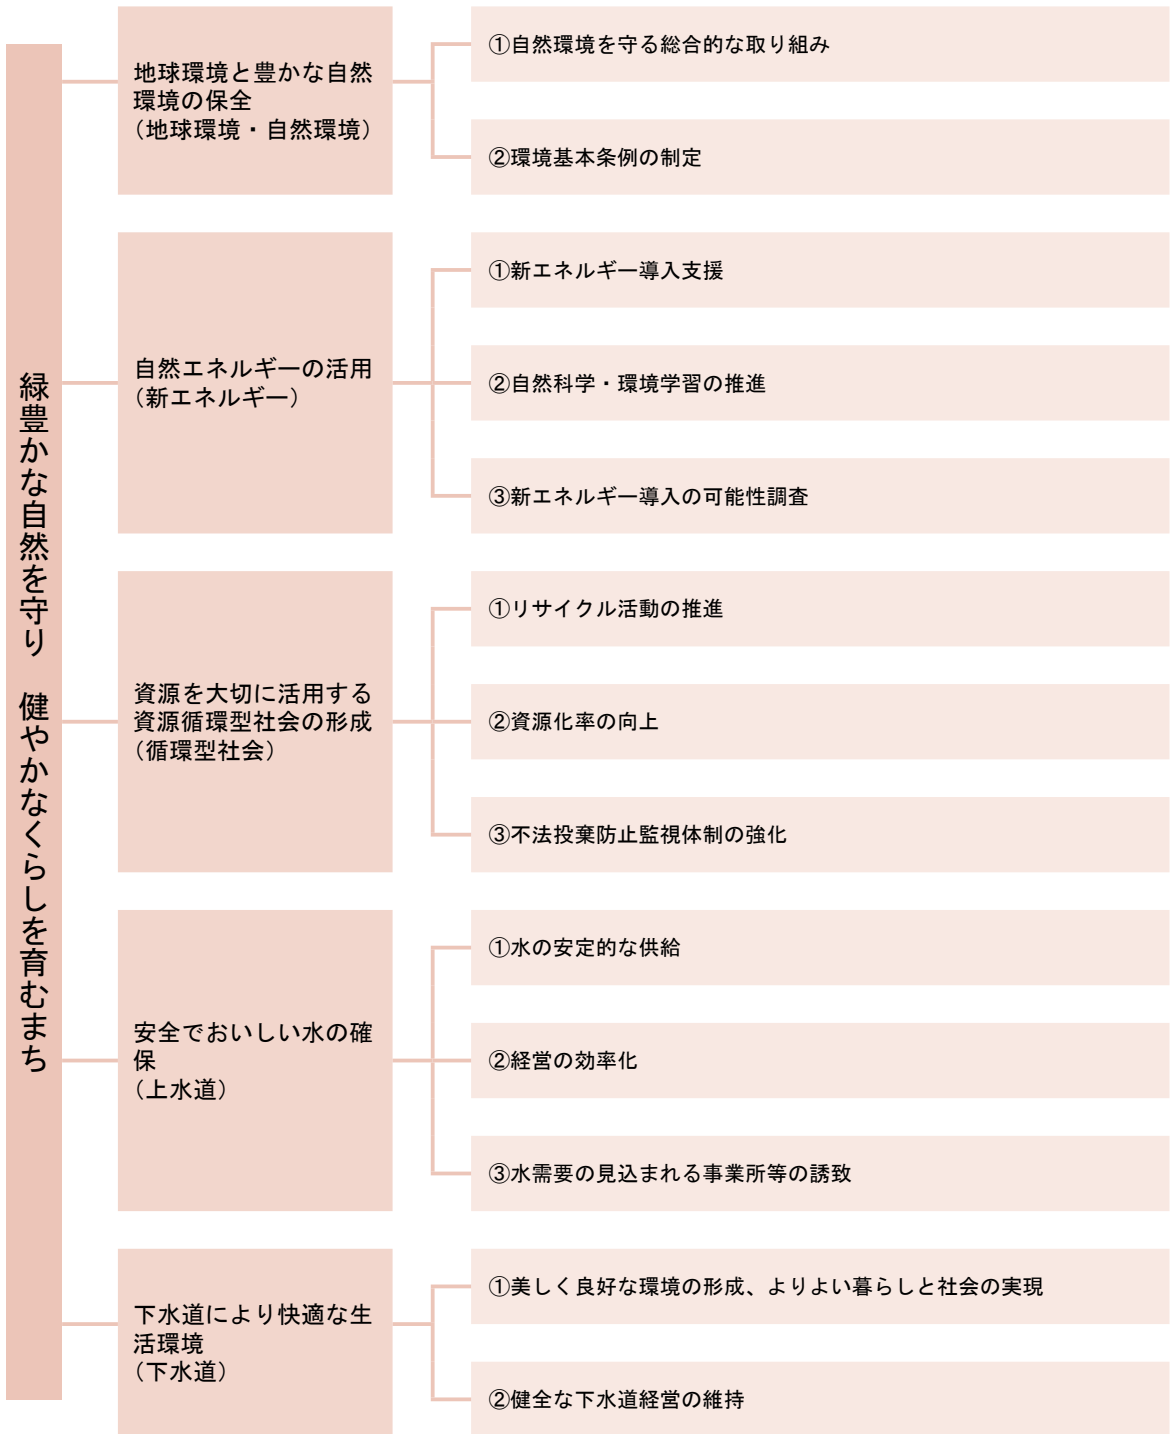 緑豊かな自然を守り　健やかなくらしを育むまち
地球環境と豊かな自然
環境の保全
（地球環境・自然環境）
①自然環境を守る総合的な取り組み
②環境基本条例の制定
自然エネルギーの活用
（新エネルギー）
①新エネルギー導入支援
②自然科学・環境学習の推進
③新エネルギー導入の可能性調査
資源を大切に活用する
資源循環型社会の形成
（循環型社会）
①リサイクル活動の推進
②資源化率の向上
③不法投棄防止監視体制の強化
安全でおいしい水の確
保
（上水道）
①水の安定的な供給
②経営の効率化
③水需要の見込まれる事業所等の誘致
下水道により快適な生
活環境
（下水道）
①美しく良好な環境の形成、よりよい暮らしと社会の実現
②健全な下水道経営の維持